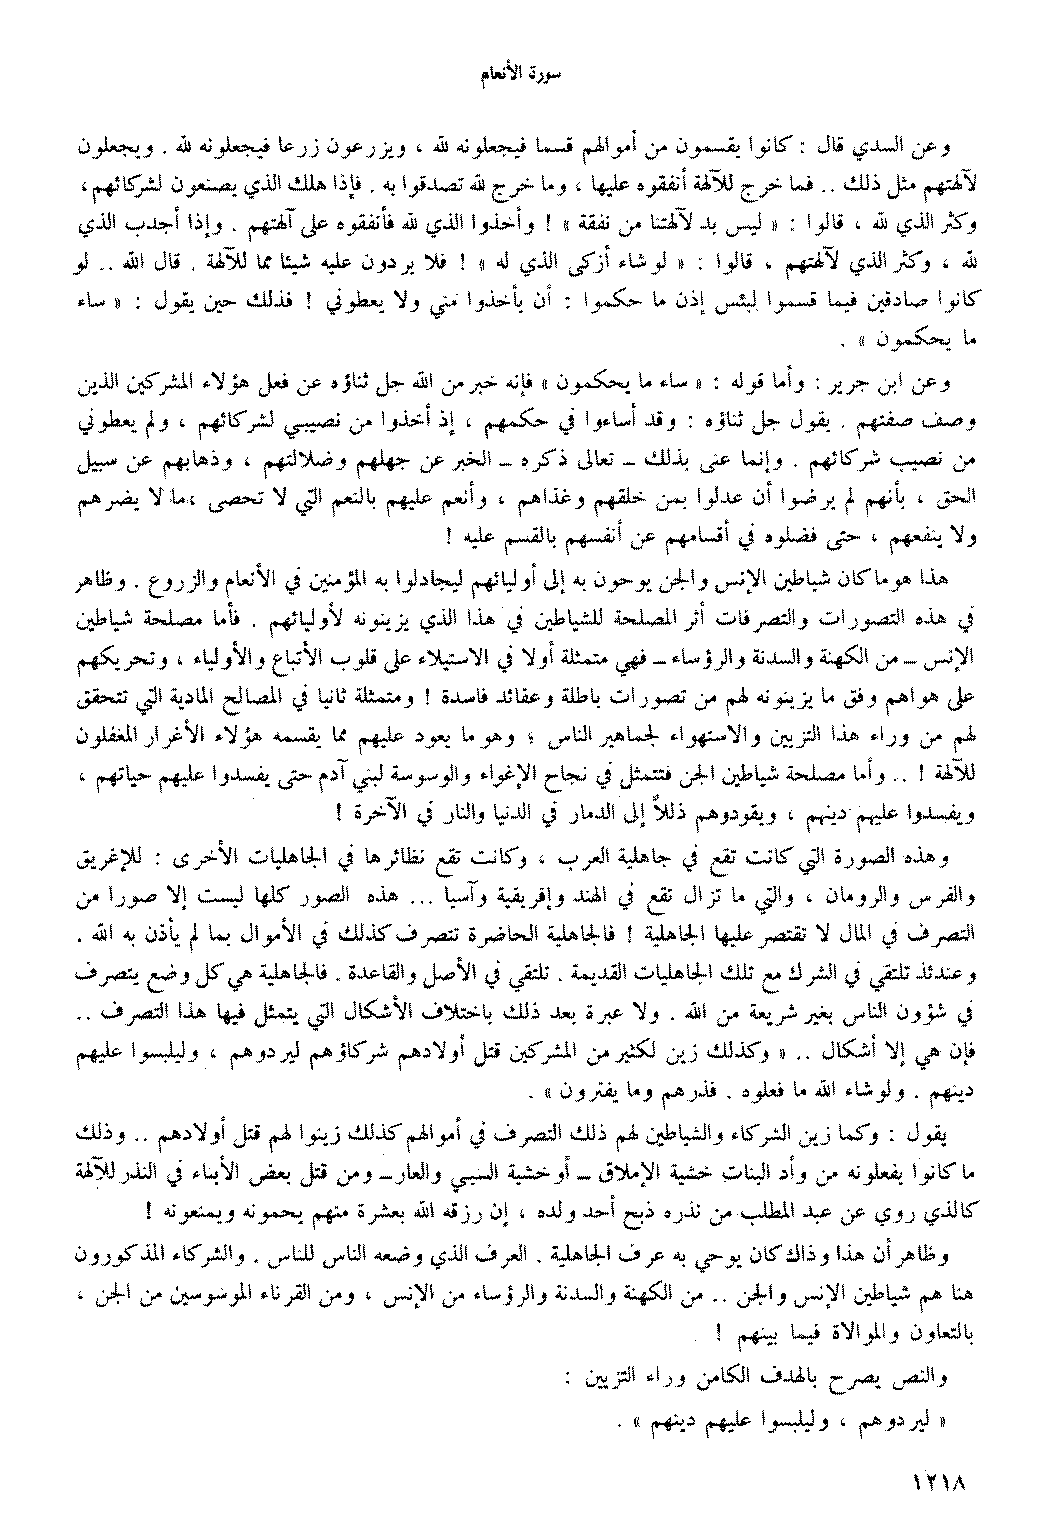 سورة الأنعام
وعن السدي قال : كانوا يقسمون من أموالهم قسما فيجعلونه لله ، ويزرعون زرعا فيجعلونه لله . ويجعلون
لآلهتهم مثل ذلك .. فما خرج للآلهة أنفقوه عليها ، وما خرج لله تصدقوا به . فإذا هلك الذي يصنعون لشركائهم،
وكثر الذي لله ، قالوا : « ليس بد لآلهتنا من نفقة » ! وأخذوا الذي لله فأنفقوه على آلهتهم . وإذا أجدب الذي
لله ، وكثر الذي لآلهتهم ، قالوا : « لو شاء أزكى الذي له » ! فلا يردون عليه شيئا مما للآلهة . قال الله .. لو
كانوا صادقين فيما قسموا لبئس إذن ما حكموا : أن يأخذوا مني ولا يعطوني ! فذلك حين يقول : « ساء
ما يحكمون » .
وعن ابن جرير : وأما قوله : « ساء ما يحكمون » فإنه خبر من الله جل ثناؤه عن فعل هؤلاء المشركين الذين
وصف صفتهم . يقول جل ثناؤه : وقد أساءوا في حكمهم ، إذ أخذوا من نصيبي لشركائهم ، ولم يعطوني
من نصيب شركائهم . وإنما عنى بذلك – تعالى ذكره – الخبر عن جهلهم وضلالتهم ، وذهابهم عن سبيل
الحق ، بأنهم لم يرضوا أن عدلوا بمن خلقهم وغذاهم ، وأنعم عليهم بالنعم التي لا تحصى ،ما لا يضرهم
ولا ينفعهم ، حتى فضلوه في أقسامهم عن أنفسهم بالقسم عليه !
هذا هو ما كان شياطين الإنس والجن يوحون به إلى أوليائهم ليجادلوا به المؤمنين في الأنعام والزروع . وظاهر
في هذه التصورات والتصرفات أثر المصلحة للشياطين في هذا الذي يزينونه لأوليائهم . فأما مصلحة شياطين
الإنس – من الكهنة والسدنة والرؤساء – فهي متمثلة أولا في الاستيلاء على قلوب الأتباع والأولياء ، وتحريكهم
على هواهم وفق ما يزينونه لهم من تصورات باطلة وعقائد فاسدة ! ومتمثلة ثانيا في المصالح المادية التي تتحقق
لهم من وراء هذا التزيين والاستهواء لجماهير الناس ؛ وهو ما يعود عليهم مما يقسمه هؤلاء الأغرار المغفلون
للآلهة ! .. وأما مصلحة شياطين الجن فتتمثل في نجاح الإغواء والوسوسة لبني آدم حتى يفسدوا عليهم حياتهم ،
ويفسدوا عليهم دينهم ، ويقودوهم ذللاً إلى الدمار في الدنيا والنار في الآخرة !
وهذه الصورة التي كانت تقع في جاهلية العرب ، وكانت تقع نظائرها في الجاهليات الأخرى : للإغريق
والفرس والرومان ، والتي ما تزال تقع في الهند وإفريقية وآسيا ... هذه الصور كلها ليست إلا صورا من
التصرف في المال لا تقتصر عليها الجاهلية ! فالجاهلية الحاضرة تتصرف كذلك في الأموال بما لم يأذن به الله .
وعندئذ تلتقي في الشرك مع تلك الجاهليات القديمة . تلتقي في الأصل والقاعدة . فالجاهلية هي كل وضع يتصرف
في شؤون الناس بغير شريعة من الله . ولا عبرة بعد ذلك باختلاف الأشكال التي يتمثل فيها هذا التصرف ..
فإن هي إلا أشكال .. « وكذلك زين لكثير من المشركين قتل أولادهم شركاؤهم ليردوهم ، وليلبسوا عليهم
دينهم . ولو شاء الله ما فعلوه . فذرهم وما يفترون » .
يقول : وكما زين الشركاء والشياطين لهم ذلك التصرف في أموالهم كذلك زينوا لهم قتل أولادهم .. وذلك
ما كانوا يفعلونه من وأد البنات خشية الإملاق – أو خشية السبي والعار – ومن قتل بعض الأبناء في النذر للآلهة
كالذي روي عن عبد المطلب من نذره ذبح أحد ولده ، إن رزقه الله بعشرة منهم يحمونه ويمنعونه !
وظاهر أن هذا وذاك كان يوحي به عرف الجاهلية . العرف الذي وضعه الناس للناس . والشركاء المذكورون
هنا هم شياطين الإنس والجن .. من الكهنة والسدنة والرؤساء من الإنس ، ومن القرناء الموسوسين من الجن ،
بالتعاون والموالاة فيما بينهم !
والنص يصرح بالهدف الكامن وراء التزيين :
« ليردوهم ، وليلبسوا عليهم دينهم » .
١٢١٨